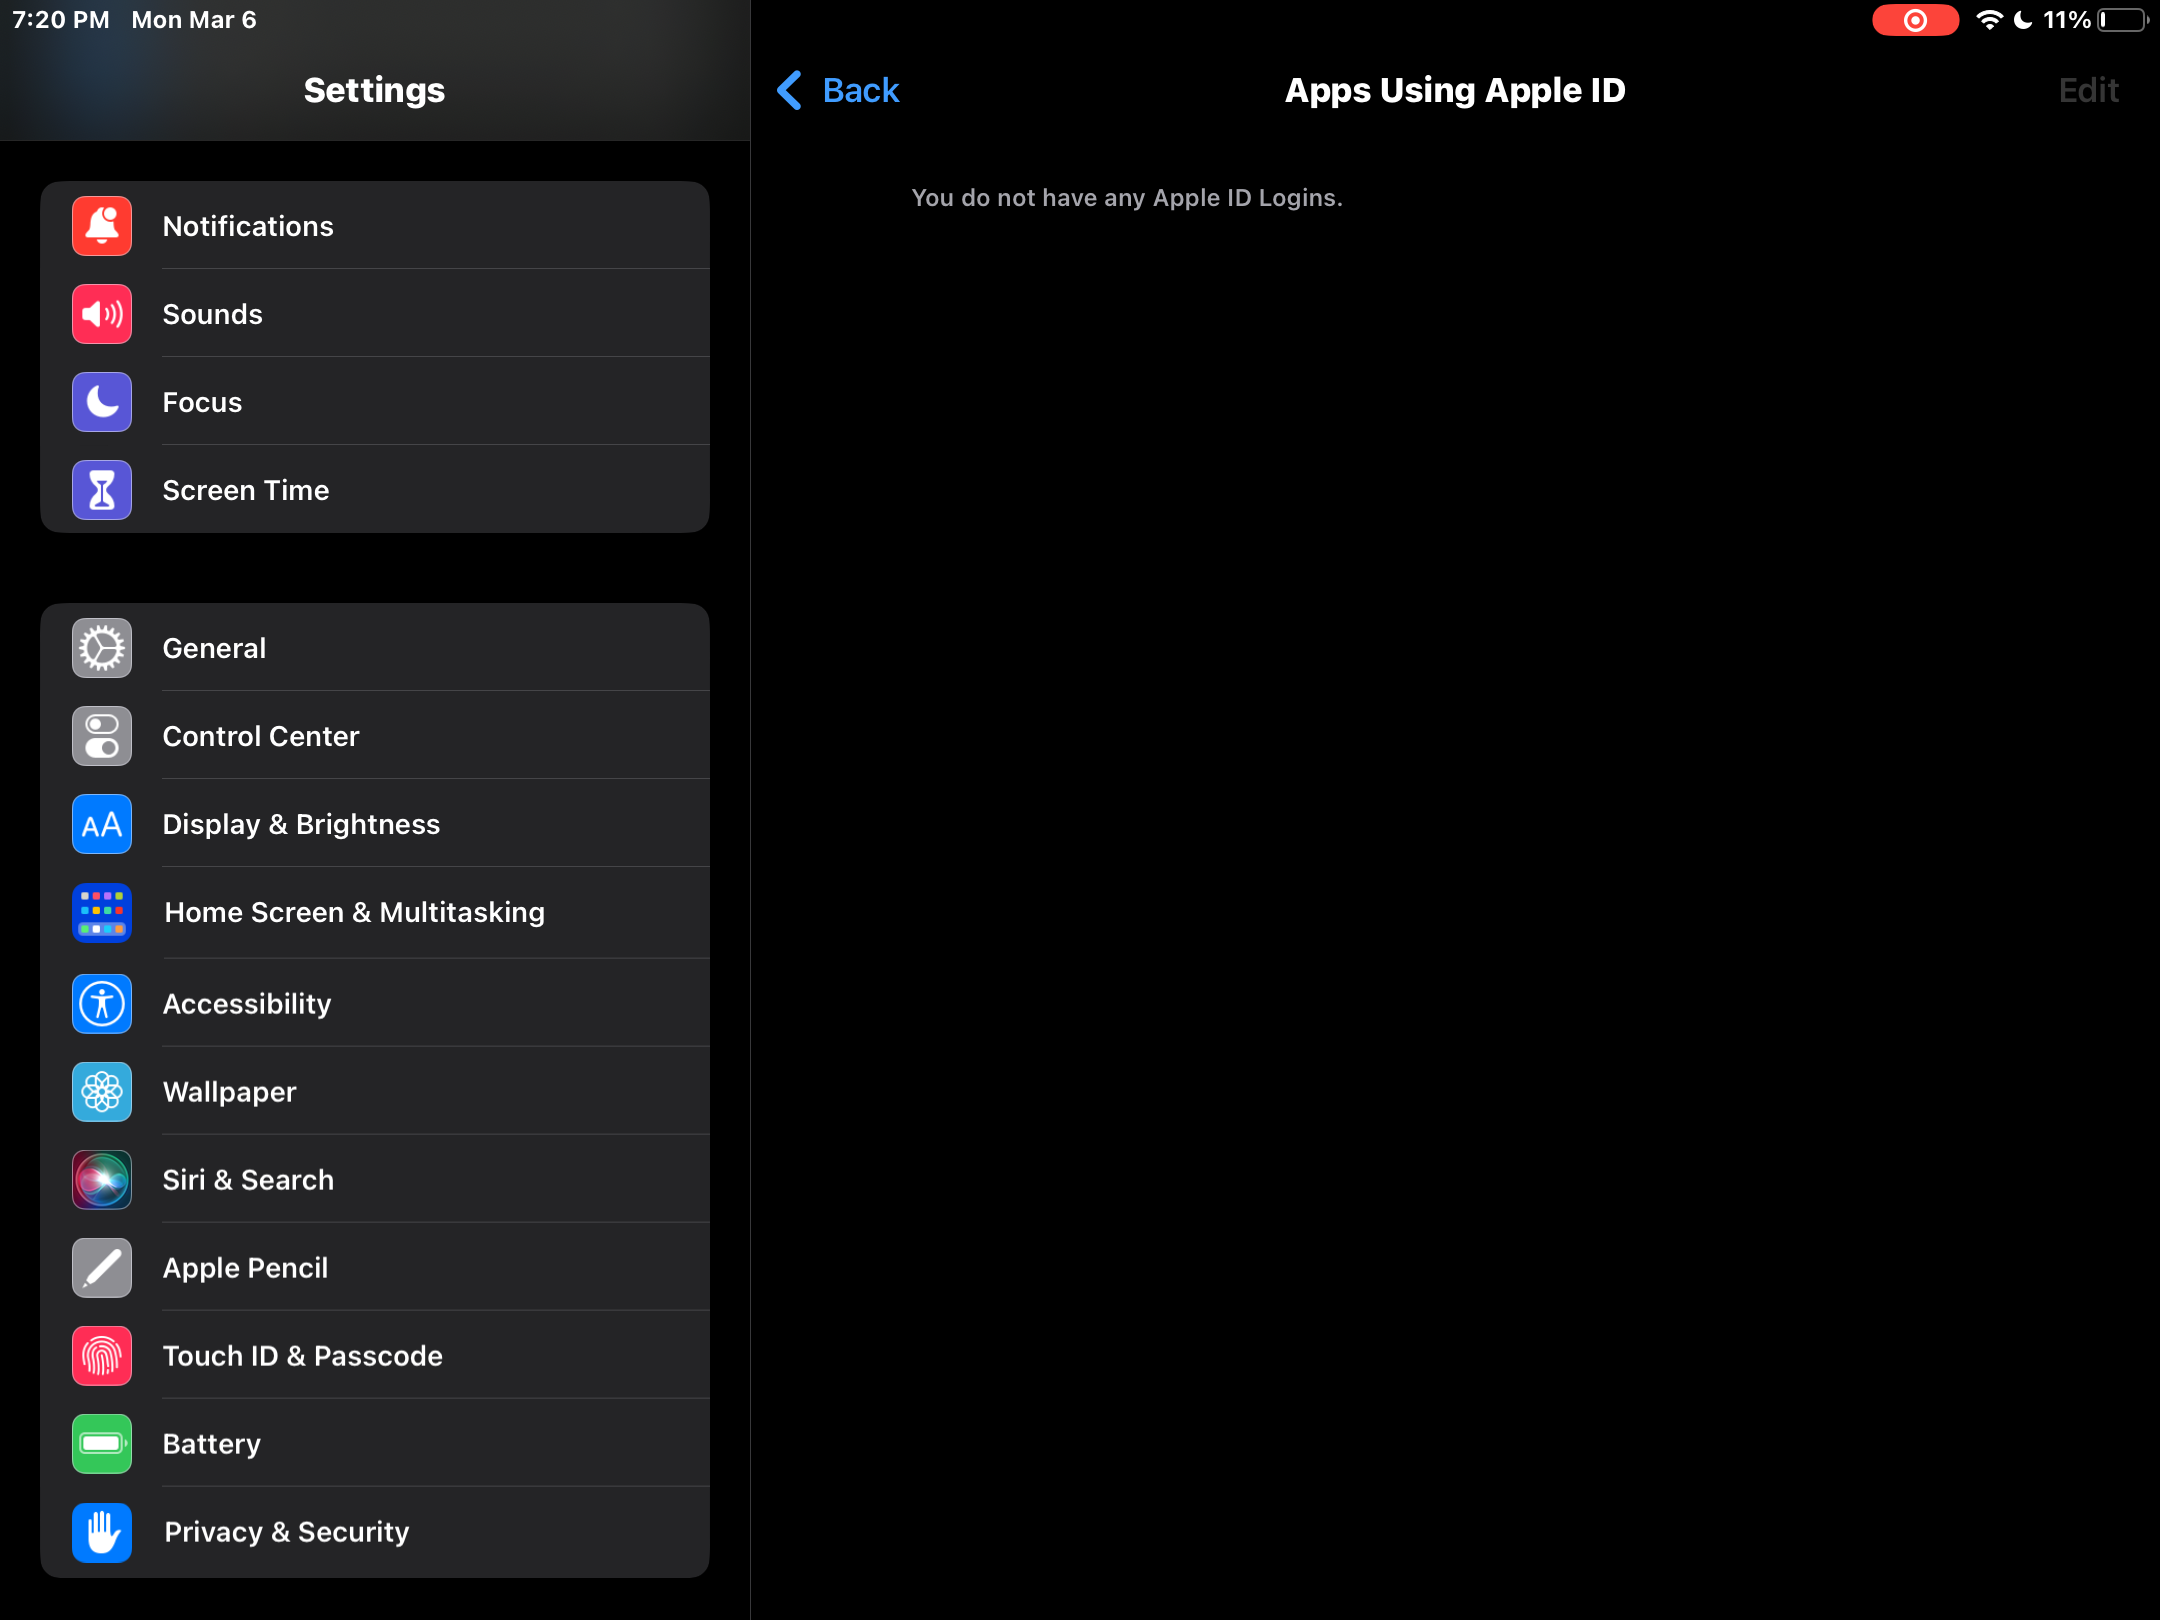 7:20 PM Mon Mar 6
11%
Settings
Notifications
Sounds
Focus
Screen Time
General
Control Center
AA
Display & Brightness
Home Screen & Multitasking
Accessibility
Wallpaper
Siri & Search
Apple Pencil
Touch ID & Passcode
Battery
Privacy & Security
Back
Apps Using Apple ID
Edit
You do not have any Apple ID Logins.